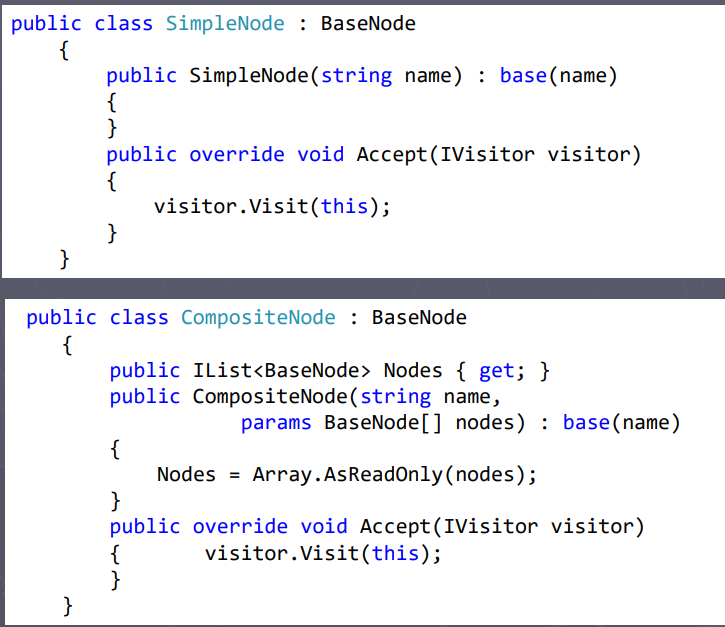 public class SimpleNode : BaseNode
{
public SimpleNode(string name) : base(name)
{
}
public override void Accept(IVisitor visitor)
{
visitor.Visit(this);
}
}
public class CompositeNode : BaseNode
{
public IList<BaseNode> Nodes { get; }
public CompositeNode(string name,
params BaseNode[] nodes) : base(name)
{
Nodes = Array.AsReadOnly(nodes);
}
public override void Accept(IVisitor visitor)
{ visitor.Visit(this);
}
}